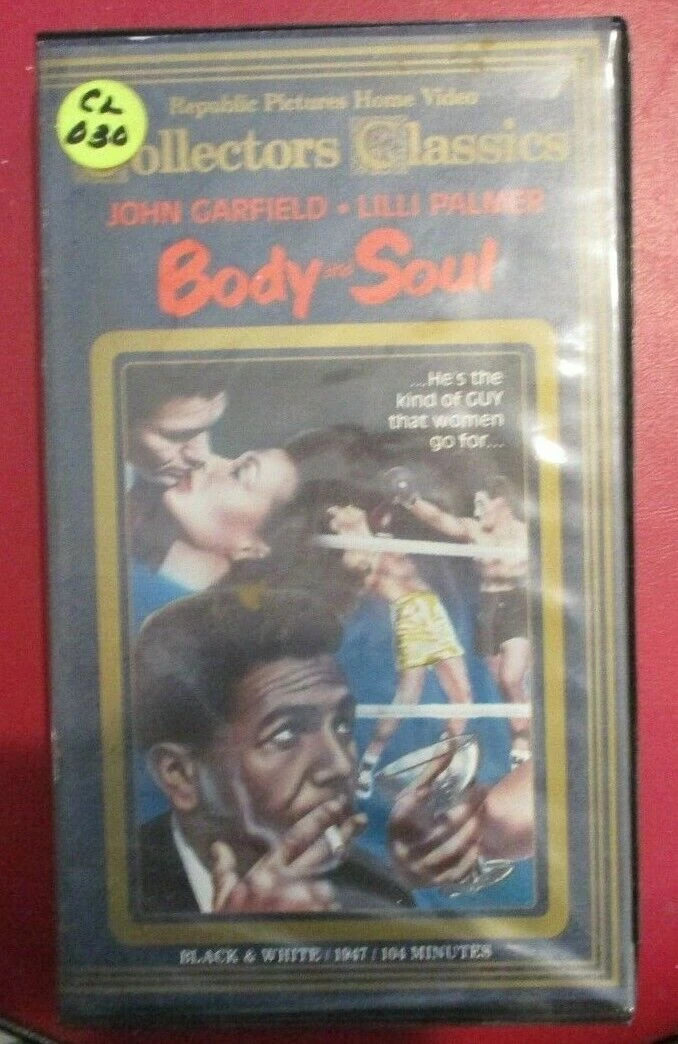 CL
030
Republic Pictures Home Video
Collectors Classics
JOHN GARFIELD • LILLI PALMER
Body and Soul
...He's the
kind of GUY
that women
go for...
BLACK & WHITE / 1947 / 104 MINUTES